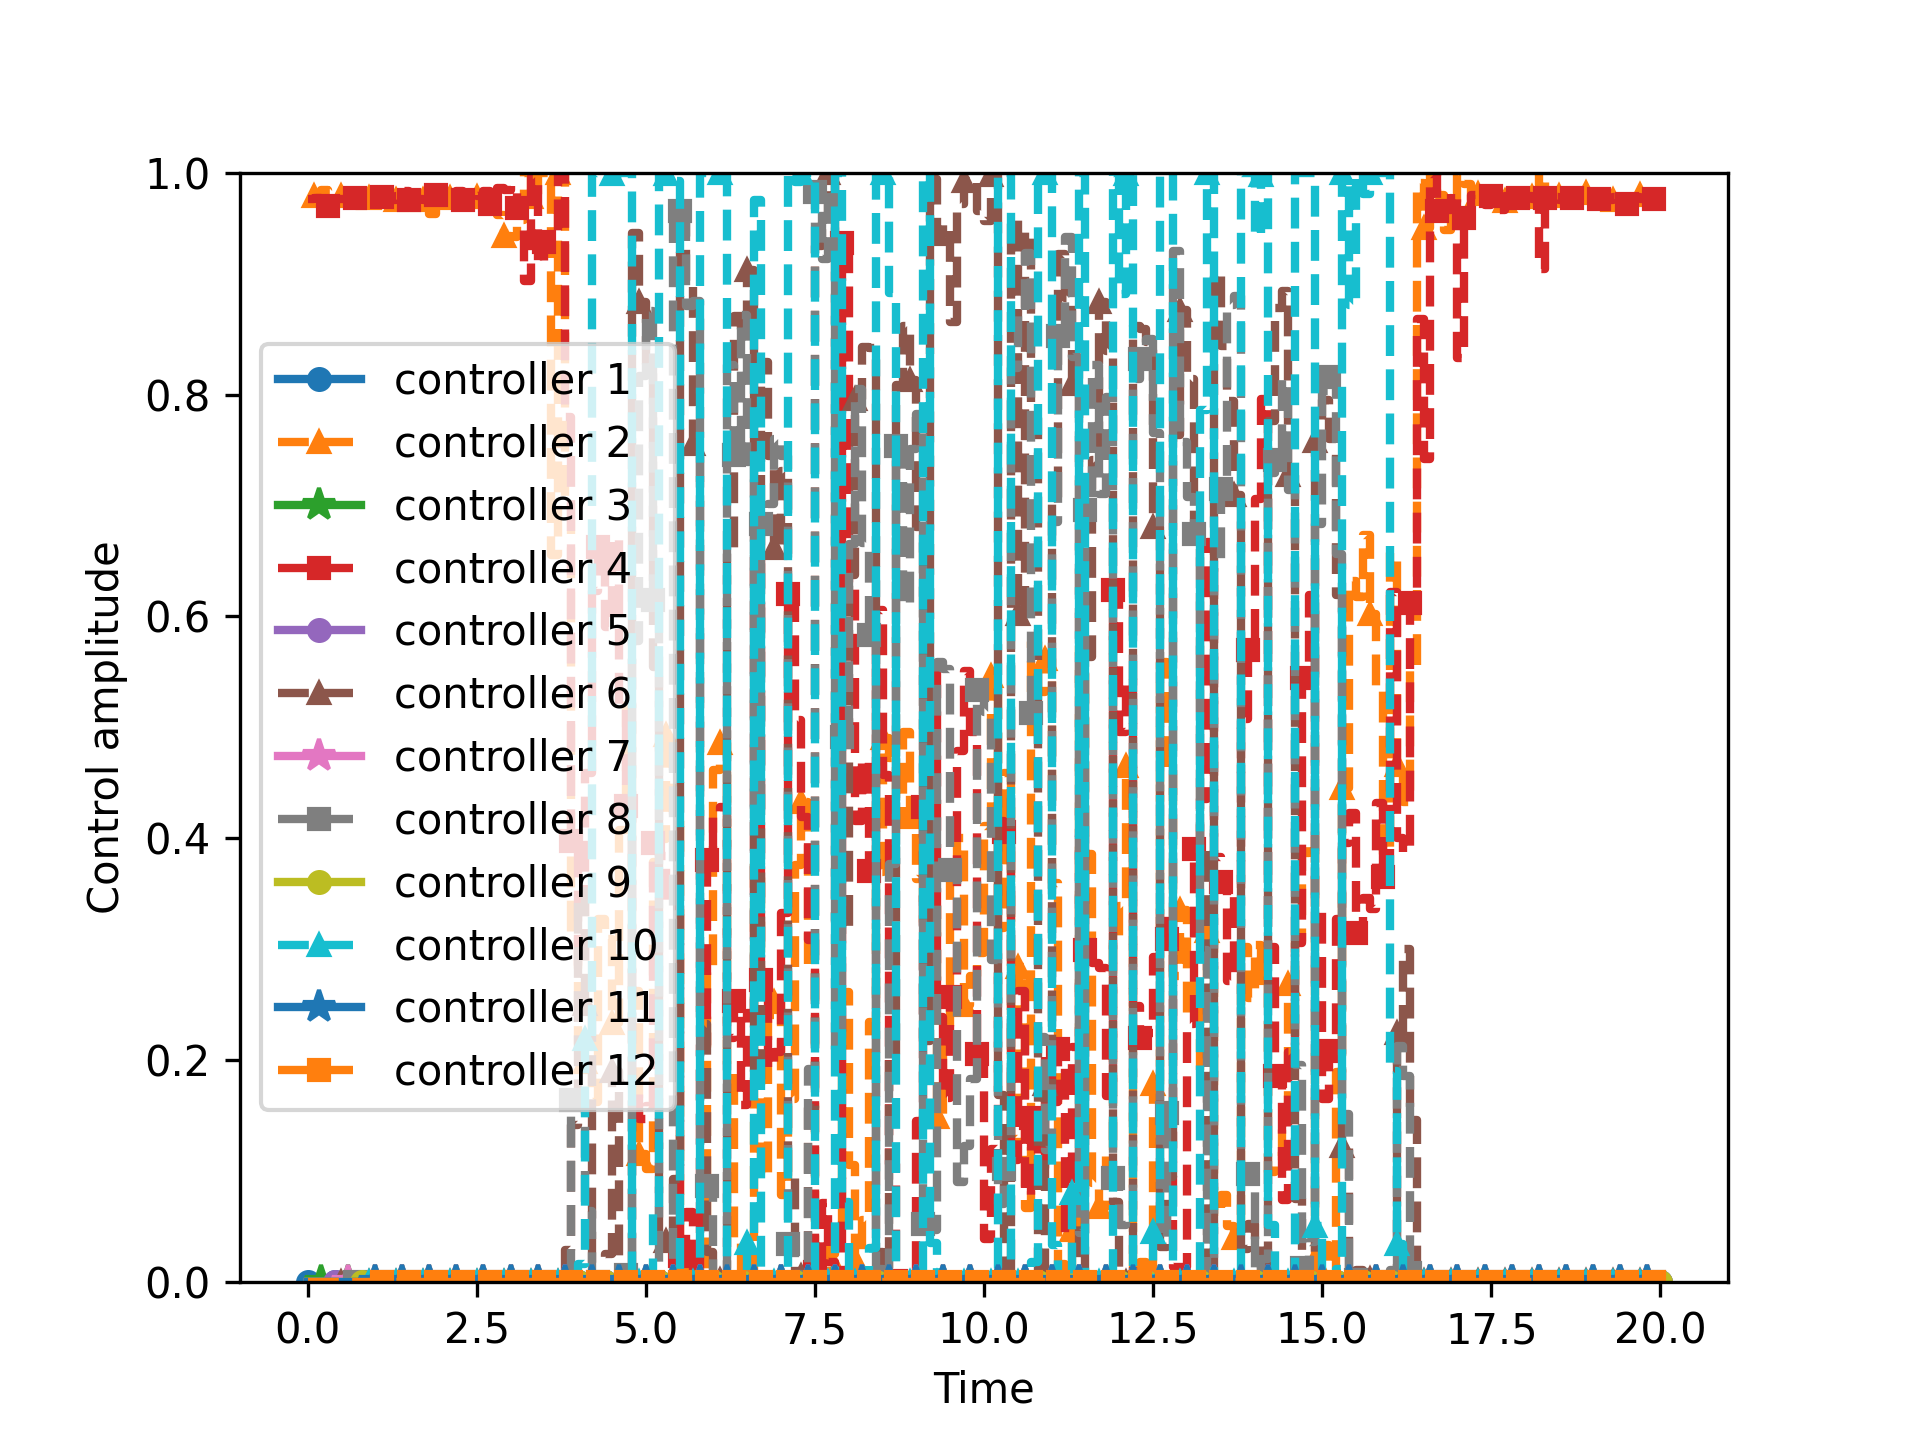 1.0
0.8
0.6
0.4
0.2
0.0
Control amplitude
controller 1
controller 2
controller 3
controller 4
controller 5
controller 6
controller 7
controller 8
controller 9
controller 10
controller 11
controller 12
0.0 2.5 5.0 7.5 10.0 12.5 15.0 17.5 20.0
Time